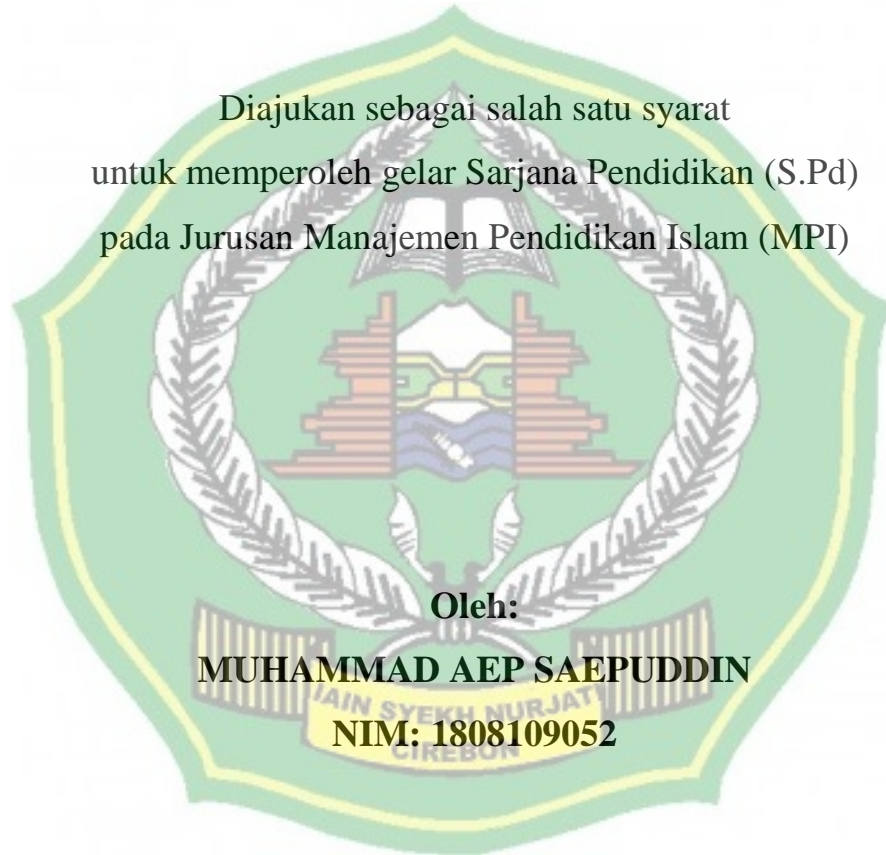 Diajukan sebagai salah satu syarat
untuk memperoleh gelar Sarjana Pendidikan (S.Pd)
pada Jurusan Manajemen Pendidikan Islam (MPI)
Oleh:
MUHAMMAD AEP SAEPUDDIN
IAIN SYEKH NURJATI
NIM: 1808109052
CIREBON